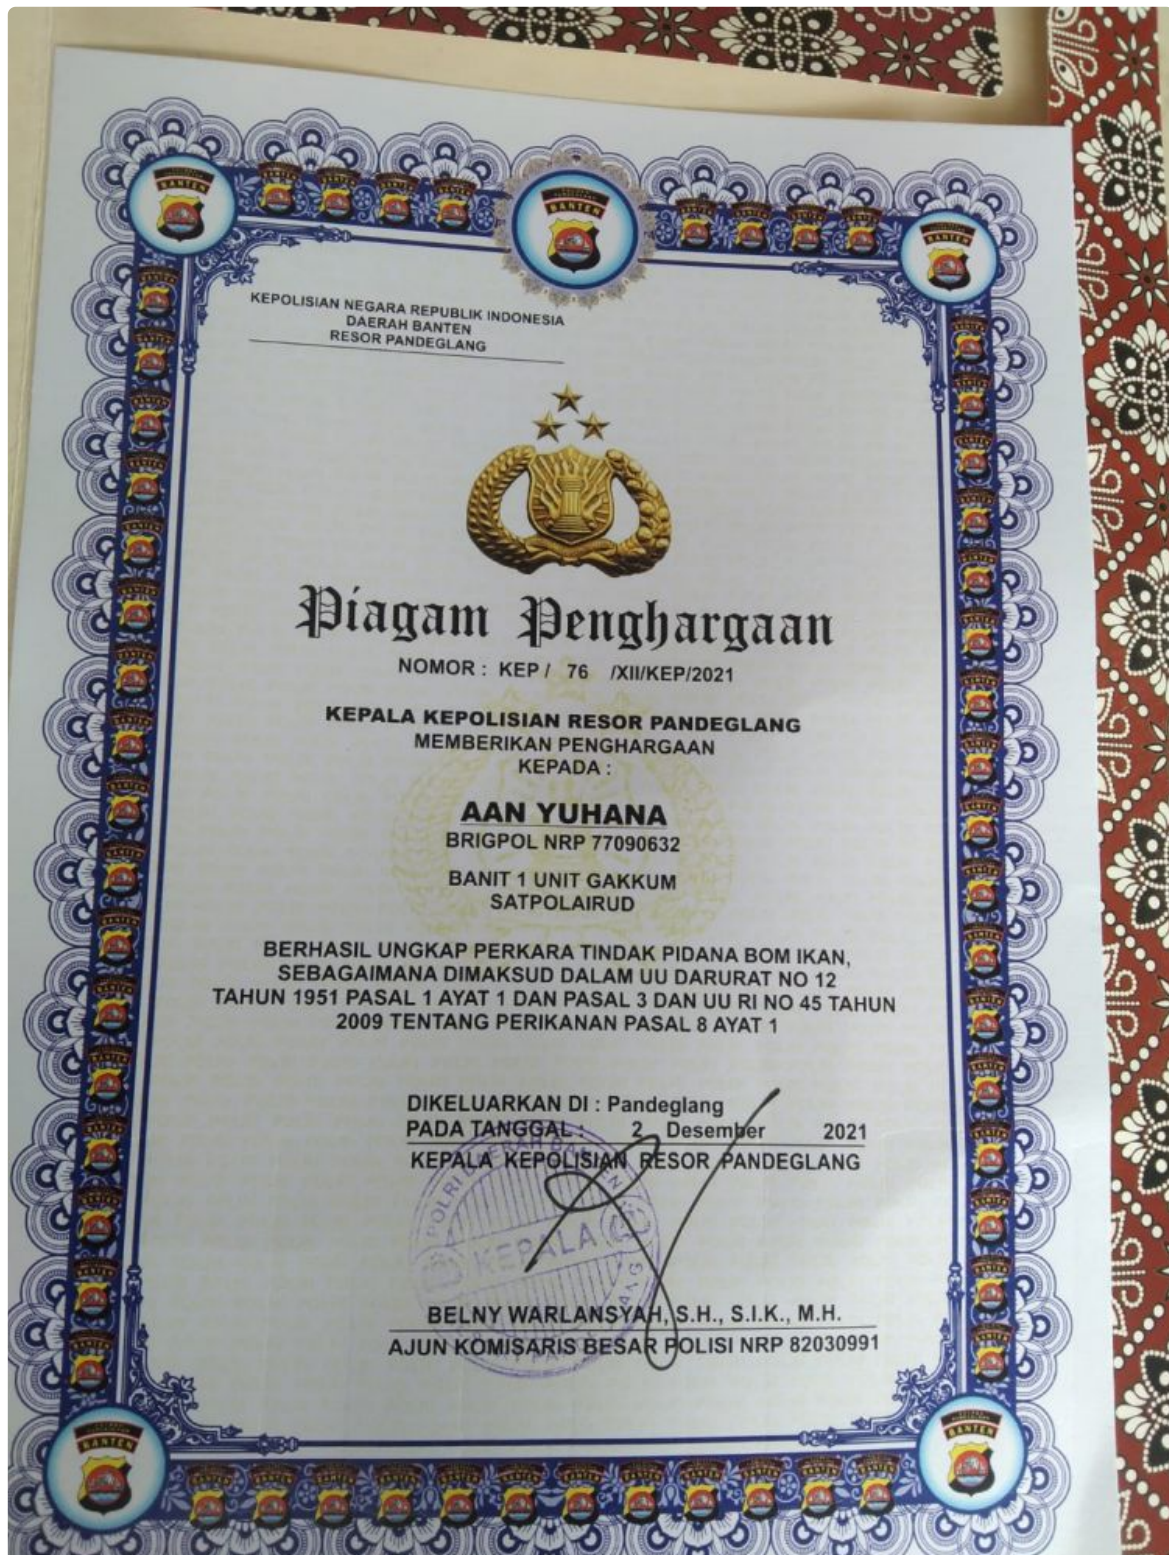 KEPOLISIAN NEGARA REPUBLIK INDONESIA
DAERAH BANTEN
RESOR PANDEGLANG
Piagam Penghargaan
NOMOR : KEP / 76 /XII/KEP/2021
KEPALA KEPOLISIAN RESOR PANDEGLANG
MEMBERIKAN PENGHARGAAN
KEPADA :
AAN YUHANA
BRIGPOL NRP 77090632
BANIT 1 UNIT GAKKUM
SATPOLAIRUD
BERHASIL UNGKAP PERKARA TINDAK PIDANA BOM IKAN,
SEBAGAIMANA DIMAKSUD DALAM UU DARURAT NO 12
TAHUN 1951 PASAL 1 AYAT 1 DAN PASAL 3 DAN UU RI NO 45 TAHUN
2009 TENTANG PERIKANAN PASAL 8 AYAT 1
DIKELUARKAN DI : Pandeglang
PADA TANGGAL : 2 Desember 2021
KEPALA KEPOLISIAN RESOR PANDEGLANG
KEPALA
BELNY WARLANSYAH, S.H., S.I.K., M.H.
AJUN KOMISARIS BESAR POLISI NRP 82030991